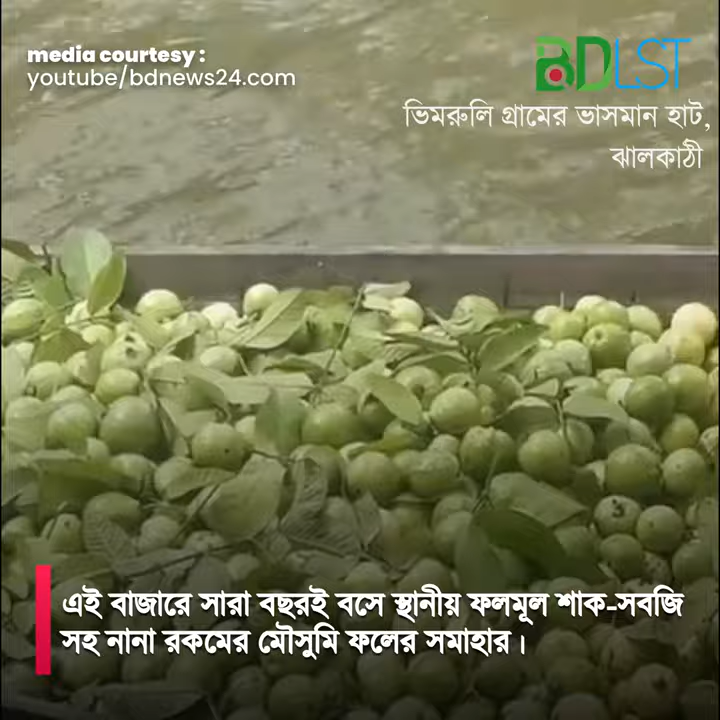 media courtesy :
youtube/bdnews24.com
BDLST
ভিমরুলি গ্রামের ভাসমান হাট,
ঝালকাঠী
এই বাজারে সারা বছরই বসে স্থানীয় ফলমূল শাক-সবজি
সহ নানা রকমের মৌসুমি ফলের সমাহার।